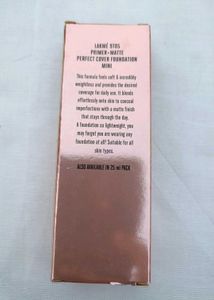 LAKMÉ 9TO5
PRIMER+MATTE
PERFECT COVER FOUNDATION
MINI
This formula feels soft & incredibly
weightless and provides the desired
coverage for daily use. It blends
effortlessly onto skin to conceal
imperfections with a matte finish
that stays through the day.
A foundation so lightweight, you
may forget you are wearing any
foundation at all! Suitable for all
skin types.
ALSO AVAILABLE IN 25 ml PACK